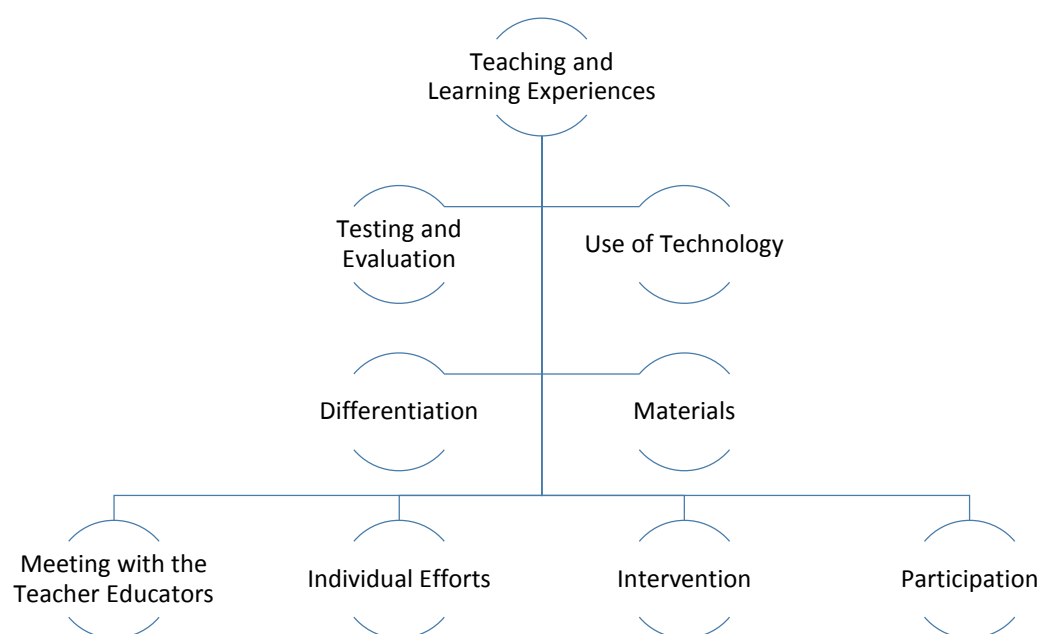 Teaching and
Learning Experiences
Testing and
Evaluation
Use of Technology
Differentiation
Materials
Meeting with the
Teacher Educators
Individual Efforts
Intervention
Participation